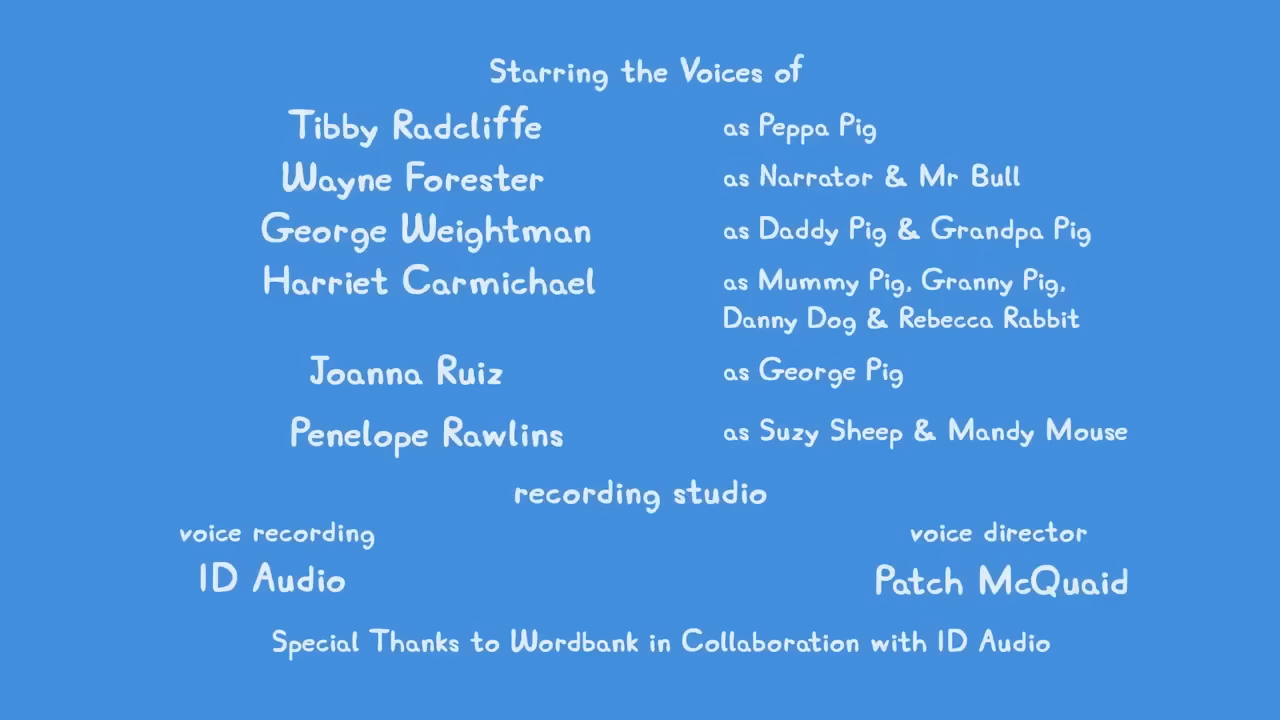 Starring the Voices of
Tibby Radcliffe as Peppa Pig
Wayne Forester as Narrator & Mr Bull
George Weightman as Daddy Pig & Grandpa Pig
Harriet Carmichael as Mummy Pig, Granny Pig,
Danny Dog & Rebecca Rabbit
Joanna Ruiz as George Pig
Penelope Rawlins as Suzy Sheep & Mandy Mouse
recording studio
voice recording voice director
ID Audio Patch McQuaid
Special Thanks to Wordbank in Collaboration with ID Audio